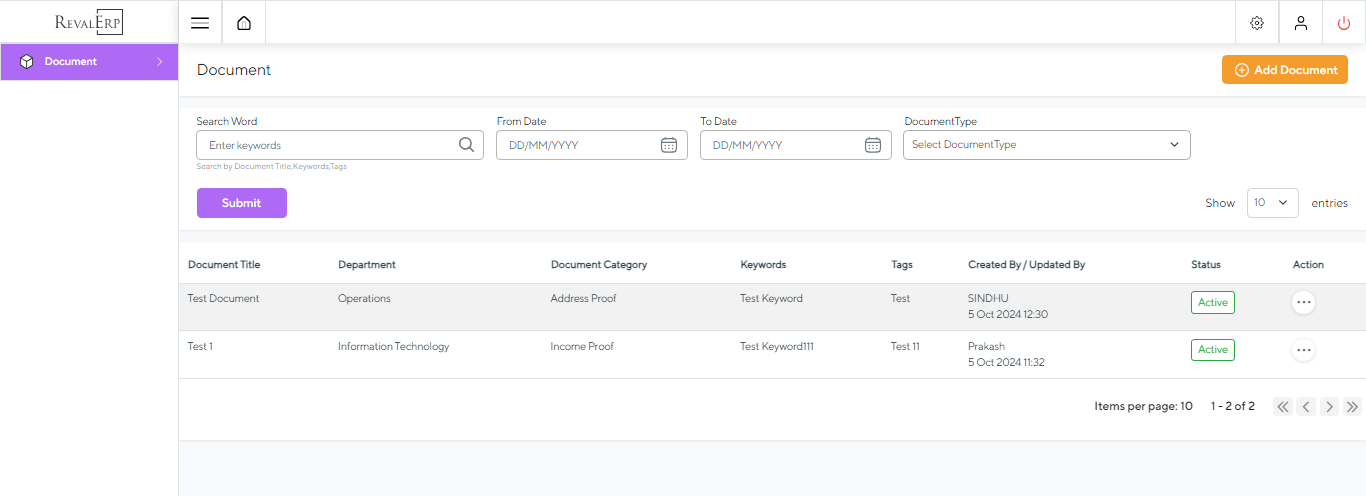 REVALERP
Document
Document
Add Document
Search Word From Date To Date DocumentType
Enter keywords DD/MM/YYYY DD/MM/YYYY Select DocumentType
Search by Document Title,Keywords,Tags
Submit Show 10 entries
Document Title Department Document Category Keywords Tags Created By / Updated By Status Action
Test Document Operations Address Proof Test Keyword Test SINDHU Active
5 Oct 2024 12:30
Test 1 Information Technology Income Proof Test Keyword111 Test 11 Prakash Active
5 Oct 2024 11:32
Items per page: 10 1 - 2 of 2